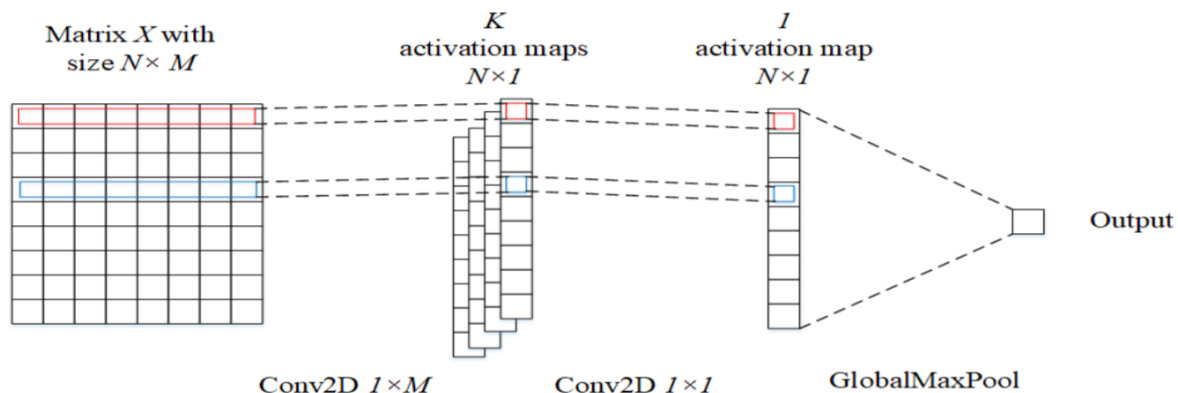 Matrix X with
size N× M
K
activation maps
N×1
1
activation map
N×1
Output
Conv2D 1×M
Conv2D 1×1
GlobalMaxPool